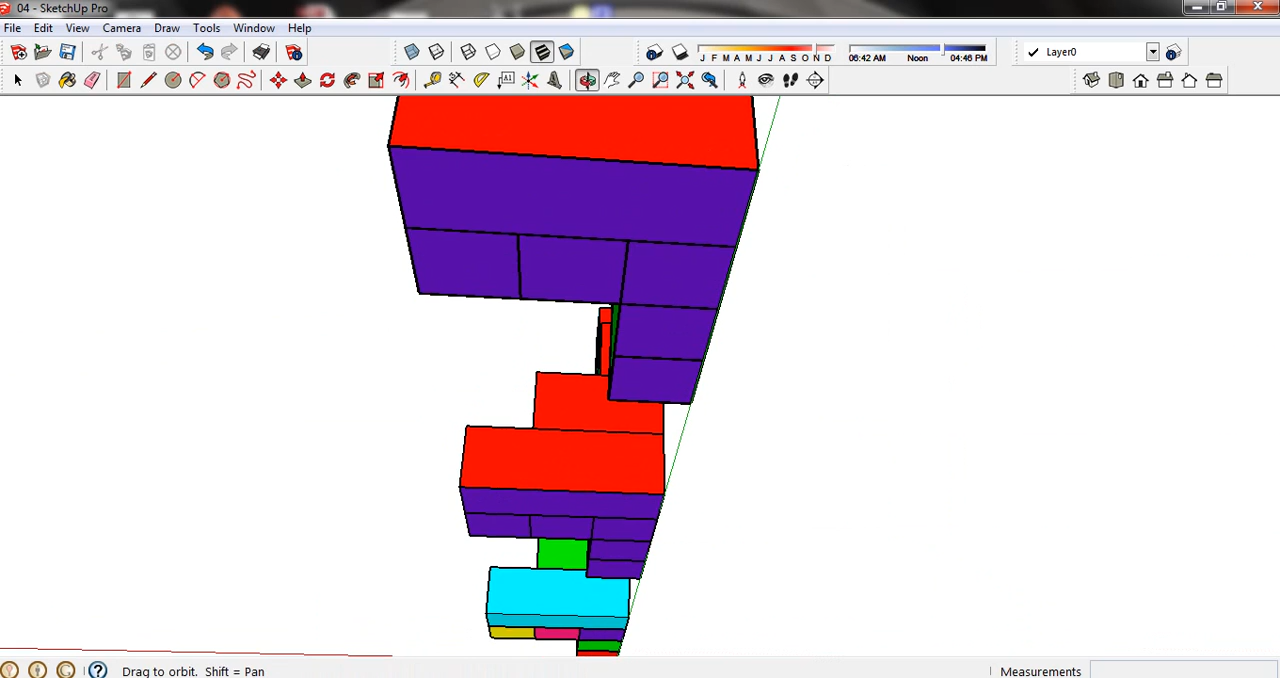 04 - SketchUp Pro
File Edit View Camera Draw Tools Window Help
J F M A M J J A S O N D
06:42 AM Noon 04:46 PM
Layer0
Drag to orbit. Shift = Pan
Measurements